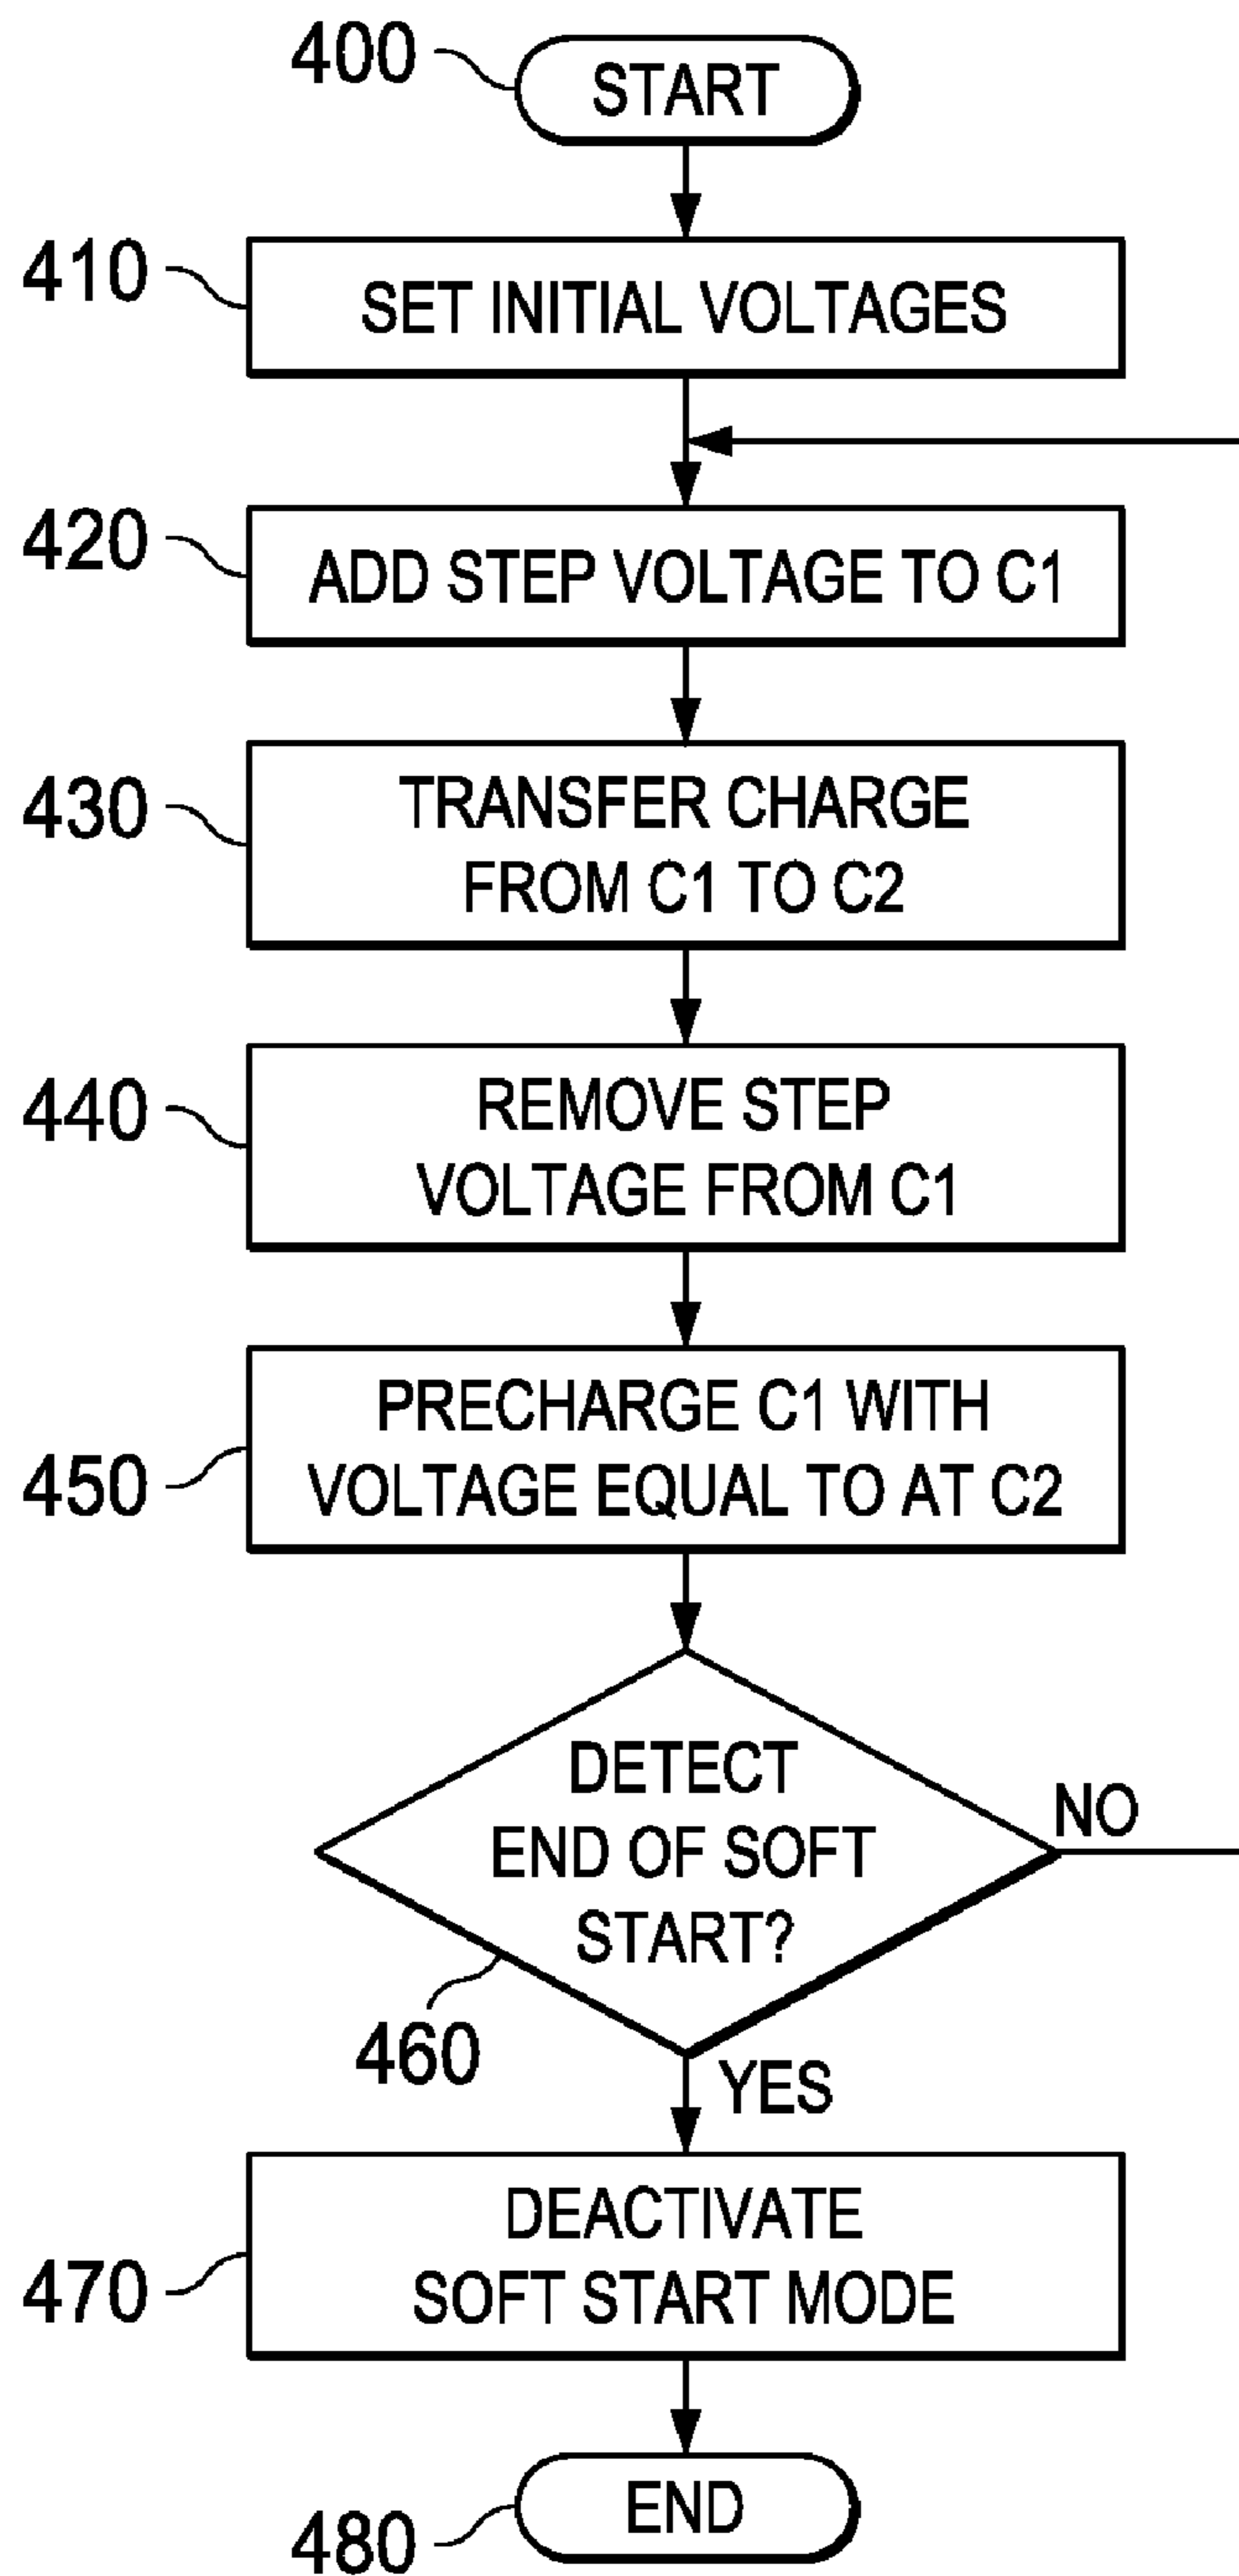 400
START
410
SET INITIAL VOLTAGES
420
ADD STEP VOLTAGE TO C1
430
TRANSFER CHARGE
FROM C1 TO C2
440
REMOVE STEP
VOLTAGE FROM C1
450
PRECHARGE C1 WITH
VOLTAGE EQUAL TO AT C2
DETECT
END OF SOFT
START?
NO
460
YES
470
DEACTIVATE
SOFT START MODE
END
480